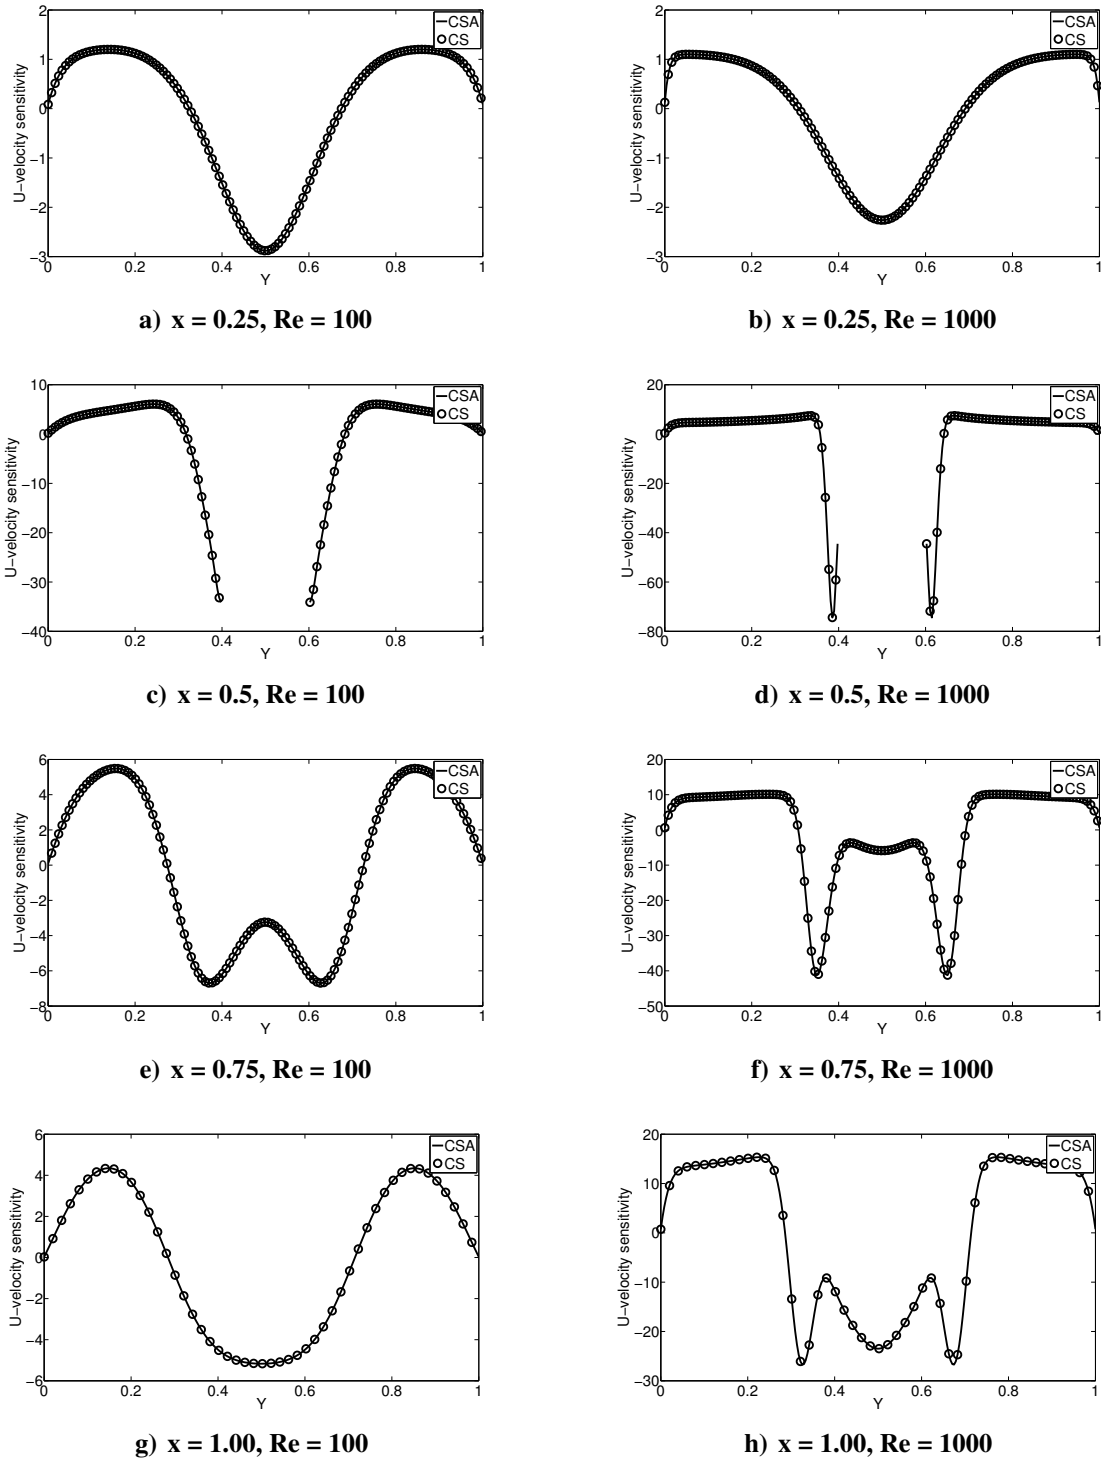 2
1
0
−1
−2
−3
0
0.2
0.4
0.6
0.8
1
Y
U−velocity sensitivity
CSA
CS
a) x = 0.25, Re = 100
2
1
0
−1
−2
−3
0
0.2
0.4
0.6
0.8
1
Y
U−velocity sensitivity
CSA
CS
b) x = 0.25, Re = 1000
10
0
−10
−20
−30
−40
0
0.2
0.4
0.6
0.8
1
Y
U−velocity sensitivity
CSA
CS
c) x = 0.5, Re = 100
20
0
−20
−40
−60
−80
0
0.2
0.4
0.6
0.8
1
Y
U−velocity sensitivity
CSA
CS
d) x = 0.5, Re = 1000
6
4
2
0
−2
−4
−6
−8
0
0.2
0.4
0.6
0.8
1
Y
U−velocity sensitivity
CSA
CS
e) x = 0.75, Re = 100
20
10
0
−10
−20
−30
−40
−50
0
0.2
0.4
0.6
0.8
1
Y
U−velocity sensitivity
CSA
CS
f) x = 0.75, Re = 1000
6
4
2
0
−2
−4
−6
0
0.2
0.4
0.6
0.8
1
Y
U−velocity sensitivity
CSA
CS
g) x = 1.00, Re = 100
20
10
0
−10
−20
−30
0
0.2
0.4
0.6
0.8
1
Y
U−velocity sensitivity
CSA
CS
h) x = 1.00, Re = 1000